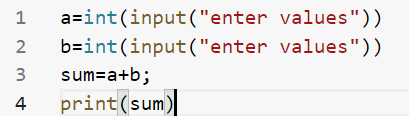 1 a=int(input("enter values"))
2 b=int(input("enter values"))
3 sum=a+b;
4 print(sum)